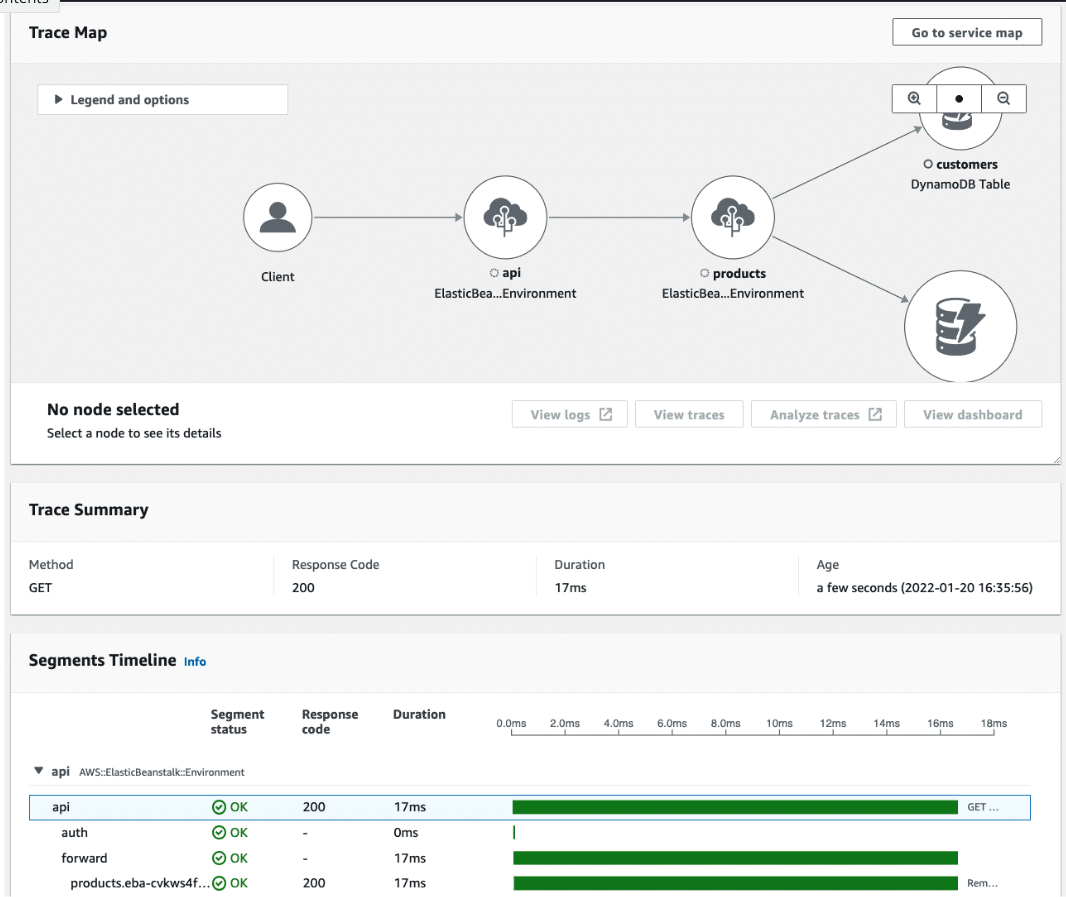 Trace Map
Go to service map
Legend and options
customers
DynamoDB Table
Client
api
ElasticBea...Environment
products
ElasticBea...Environment
No node selected
Select a node to see its details
View logs
View traces
Analyze traces
View dashboard
Trace Summary
Method
GET
Response Code
200
Duration
17ms
Age
a few seconds (2022-01-20 16:35:56)
Segments Timeline Info
Segment status
Response code
Duration
0.0ms 2.0ms 4.0ms 6.0ms 8.0ms 10ms 12ms 14ms 16ms 18ms
api AWS::ElasticBeanstalk::Environment
api OK 200 17ms GET ...
auth OK - 0ms
forward OK - 17ms
products.eba-cvkws4f... OK 200 17ms Rem...